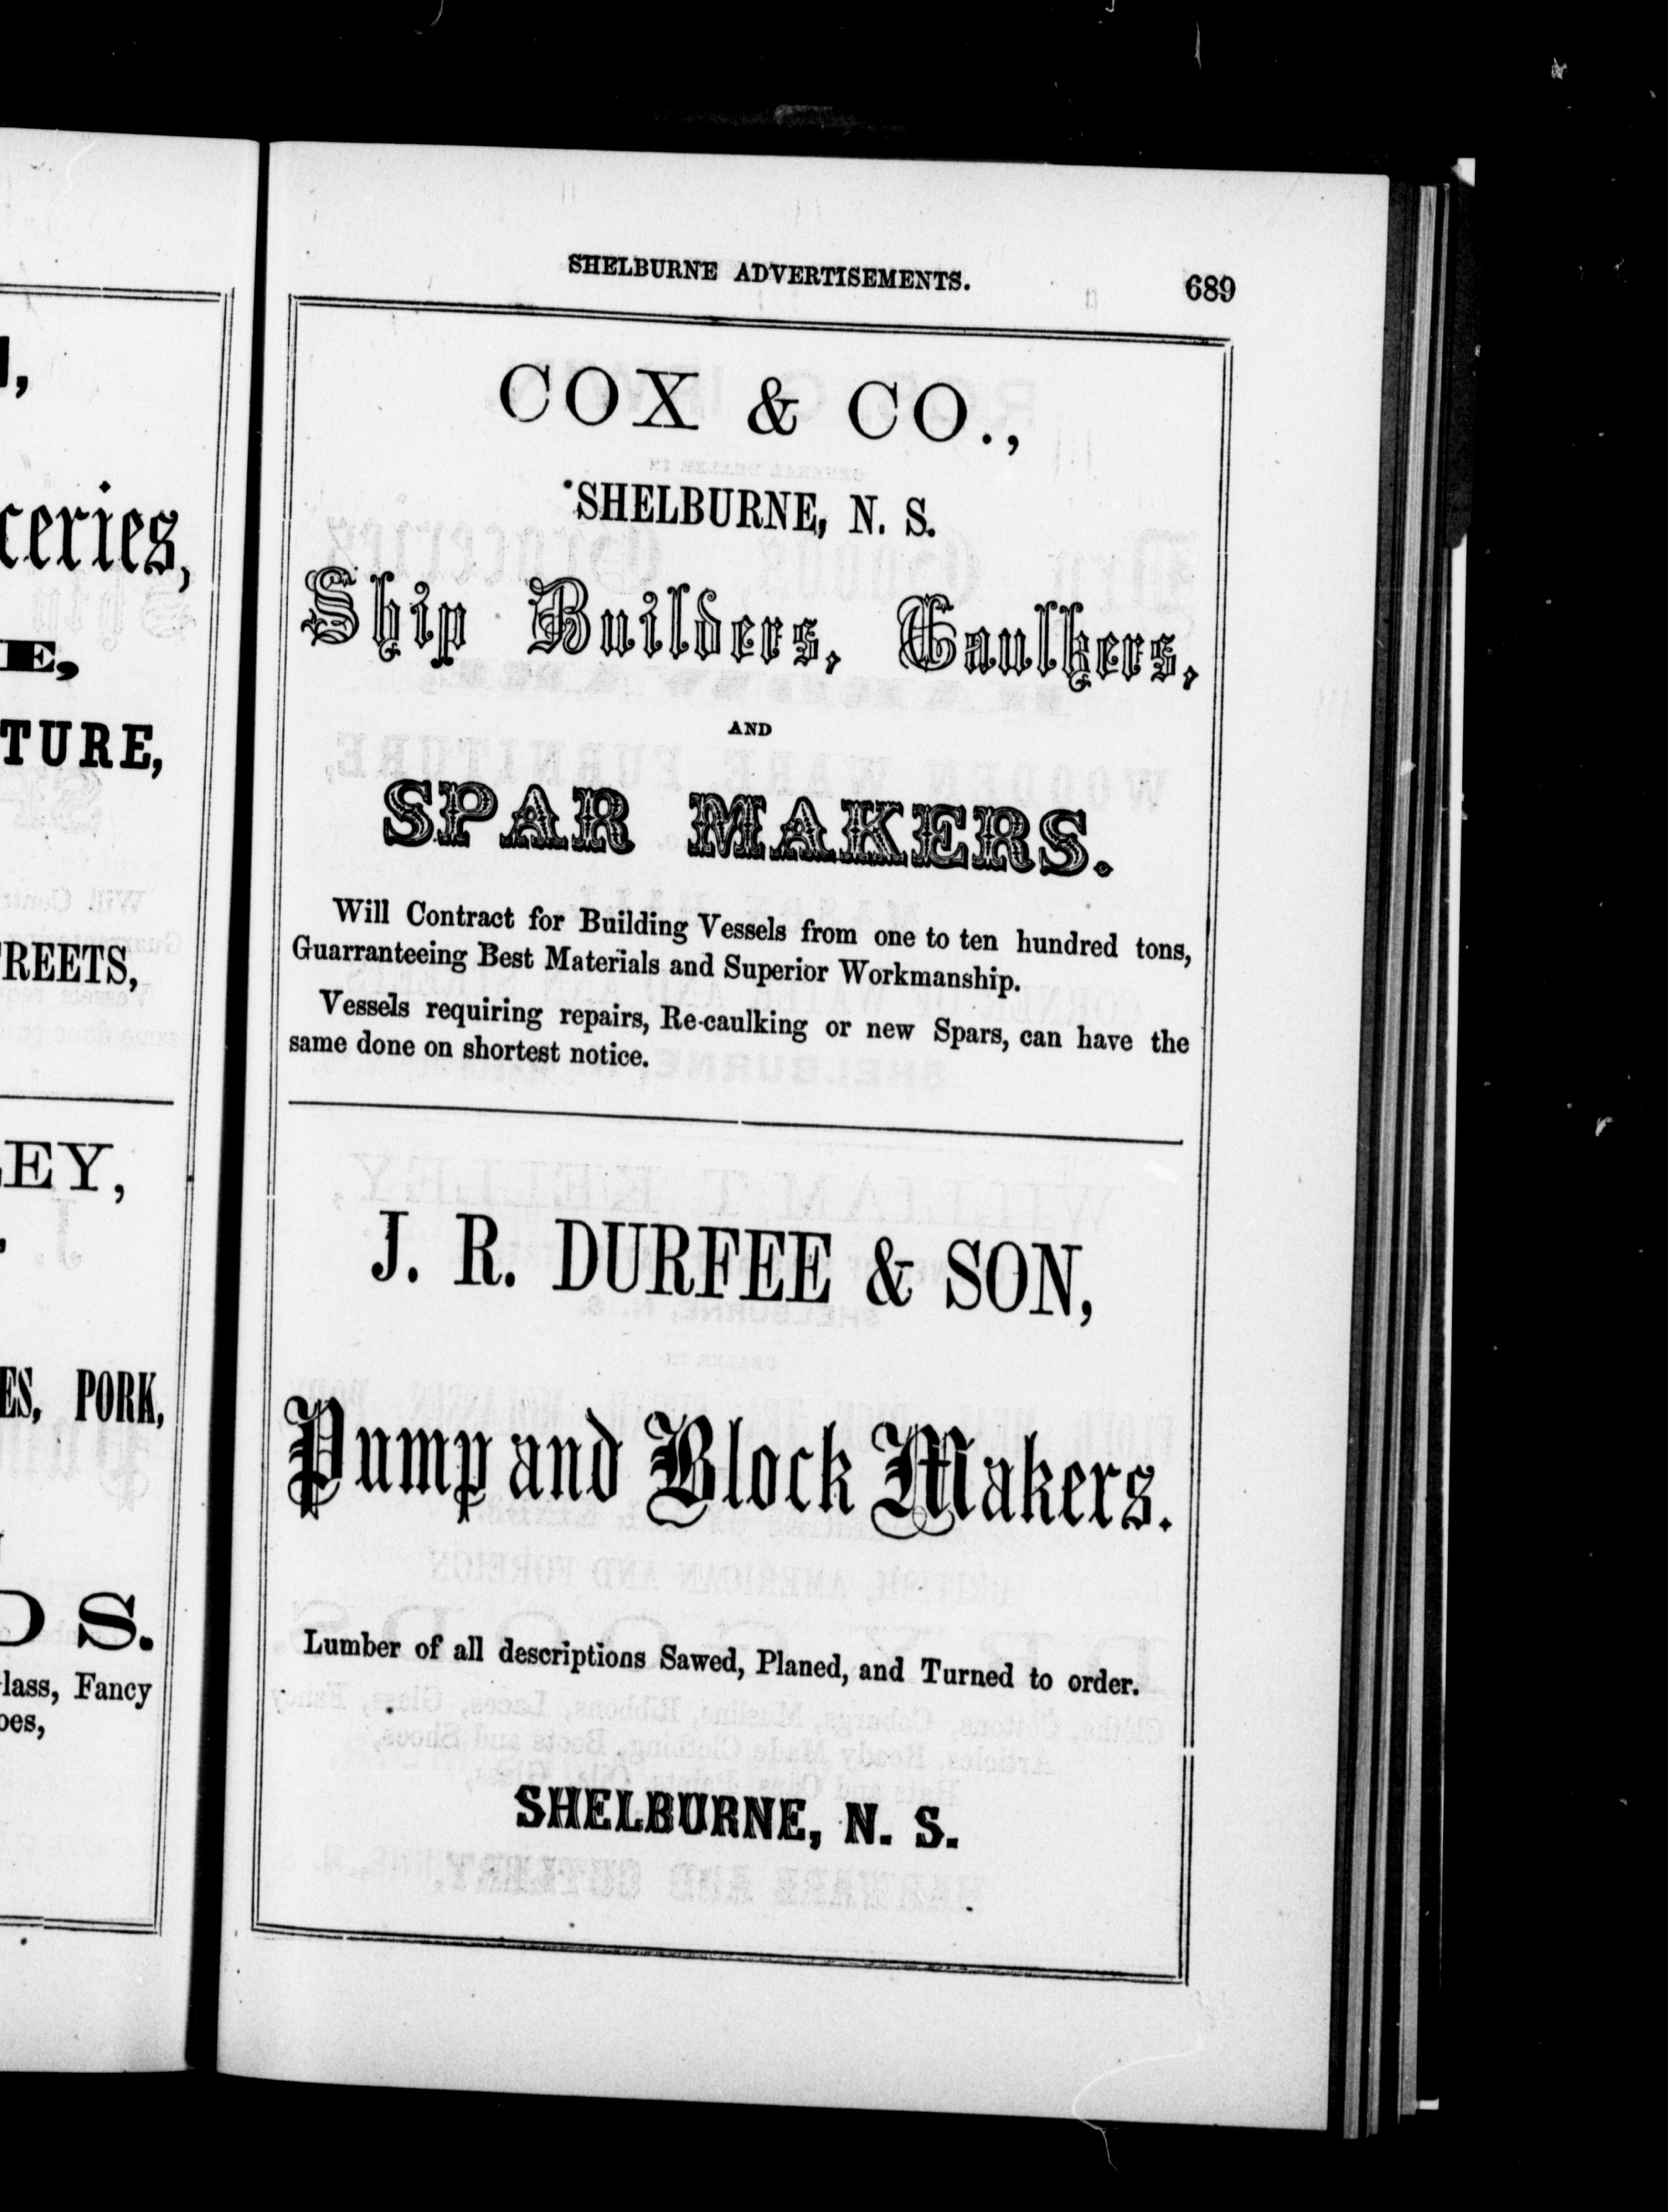 SHELBURNE ADVERTISEMENTS.
689
COX & CO.,
SHELBURNE, N. S.
Ship Builders, Caulkers,
AND
SPAR MAKERS.
Will Contract for Building Vessels from one to ten hundred tons,
Guarranteeing Best Materials and Superior Workmanship.
Vessels requiring repairs, Re-caulking or new Spars, can have the
same done on shortest notice.
J. R. DURFEE & SON,
Pump and Block Makers.
Lumber of all descriptions Sawed, Planed, and Turned to order.
SHELBURNE, N. S.
PORK,
Fancy